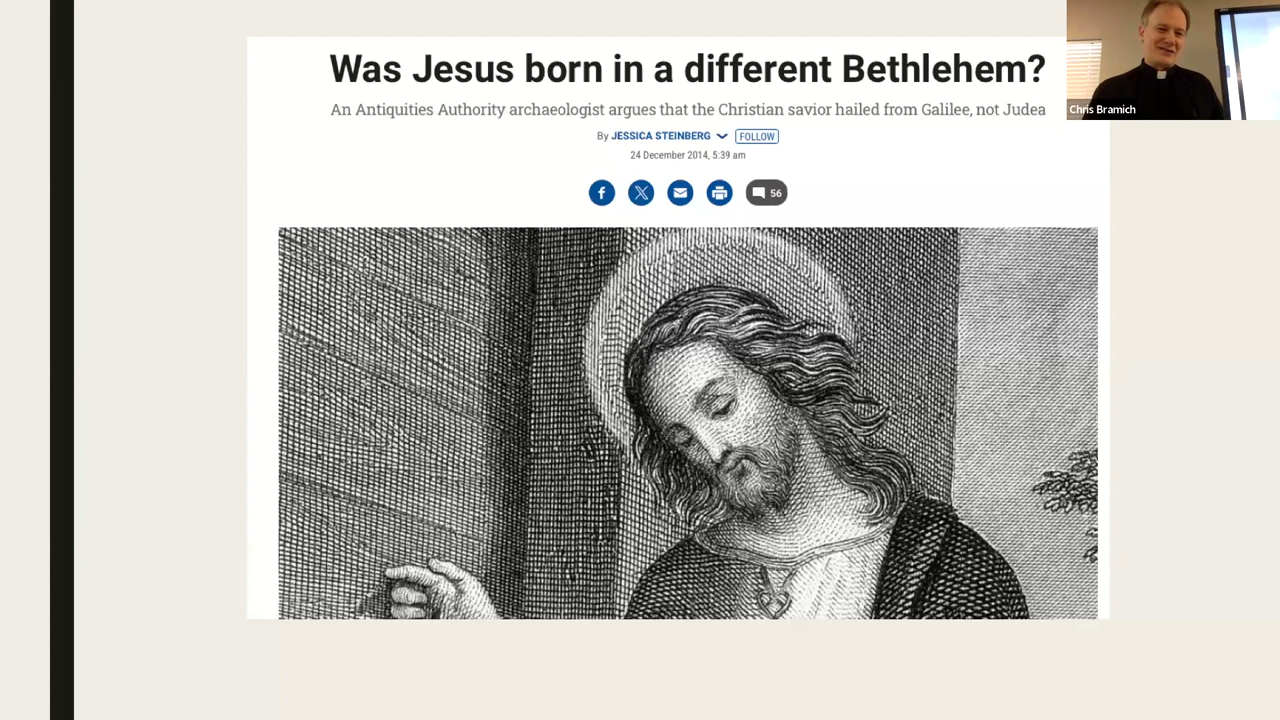 Was Jesus born in a different Bethlehem?
An Antiquities Authority archaeologist argues that the Christian savior hailed from Galilee, not Judea
By JESSICA STEINBERG FOLLOW
24 December 2014, 5:39 am
56
Chris Bramich